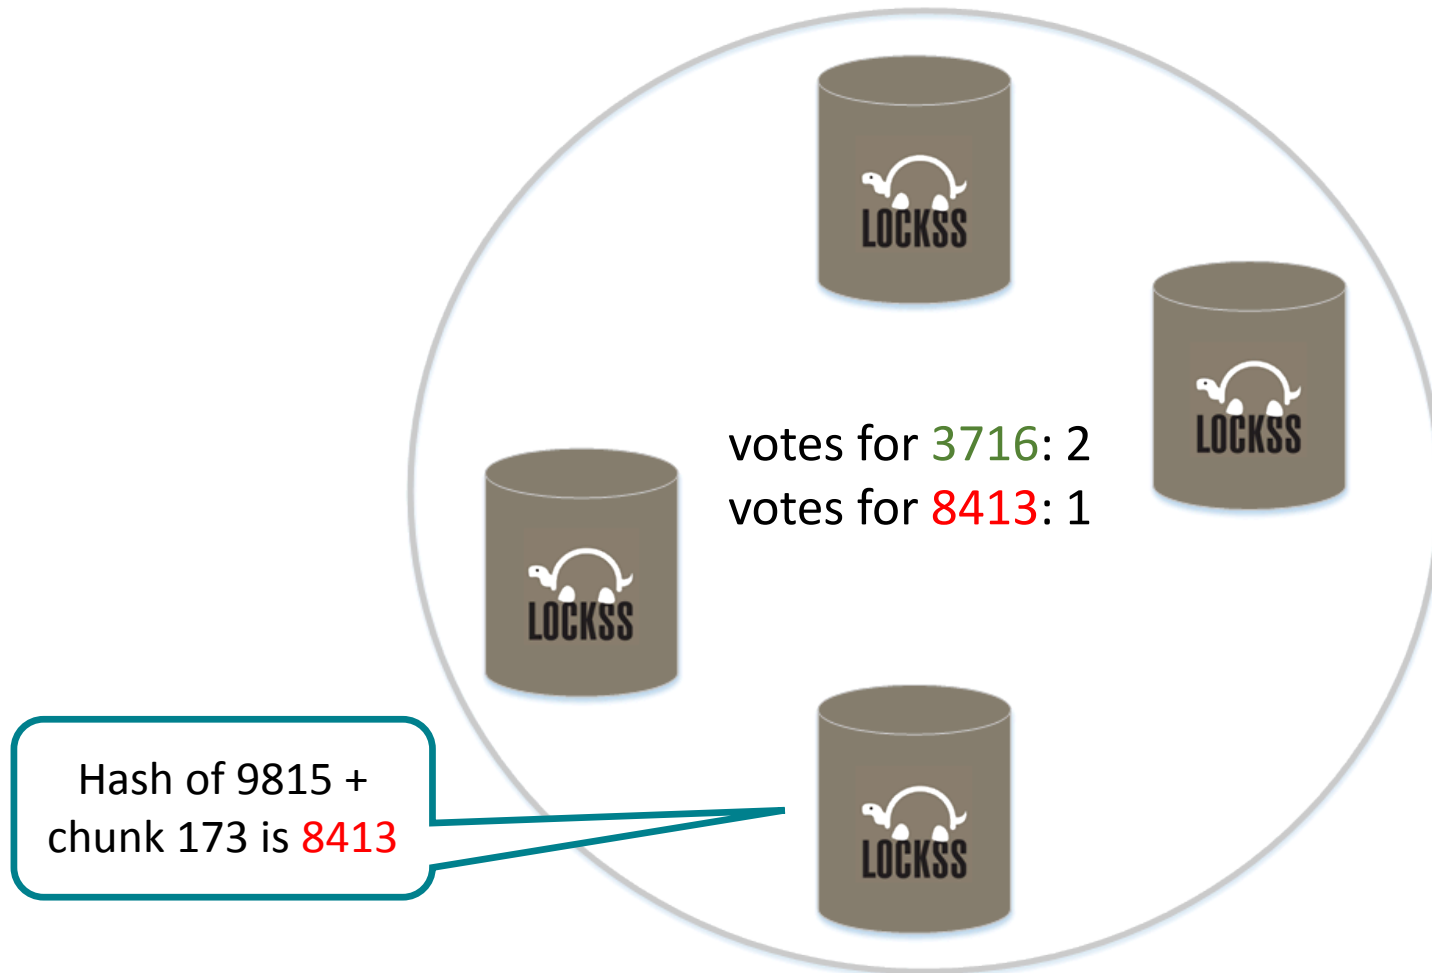 LOCKSS
LOCKSS
votes for 3716: 2
votes for 8413: 1
LOCKSS
Hash of 9815 +
chunk 173 is 8413
LOCKSS